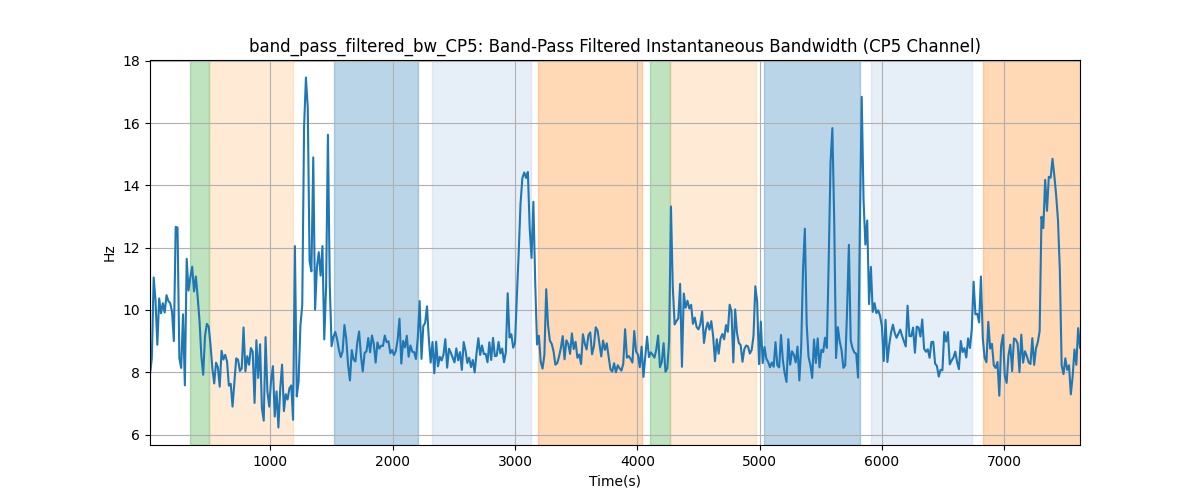 band_pass_filtered_bw_CP5: Band-Pass Filtered Instantaneous Bandwidth (CP5 Channel)
18
16
14
12
10
8
6
Hz
1000 2000 3000 4000 5000 6000 7000
Time(s)